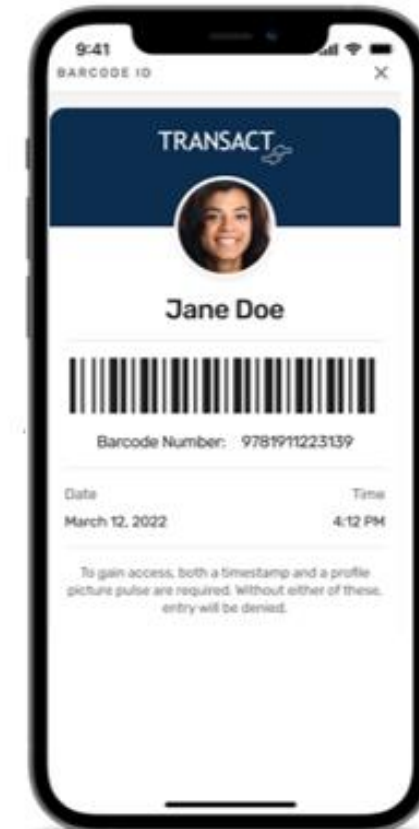 9:41
BARCODE ID
TRANSACT
Jane Doe
Barcode Number: 9781911223139
Date Time
March 12, 2022 4:12 PM
To gain access, both a timestamp and a profile
picture pulse are required. Without either of these,
entry will be denied.